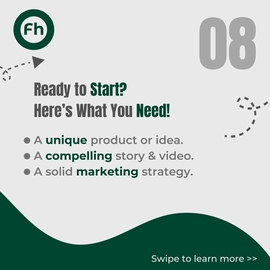 Fh
08
Ready to Start?
Here's What You Need!
A unique product or idea.
A compelling story & video.
A solid marketing strategy.
Swipe to learn more >>